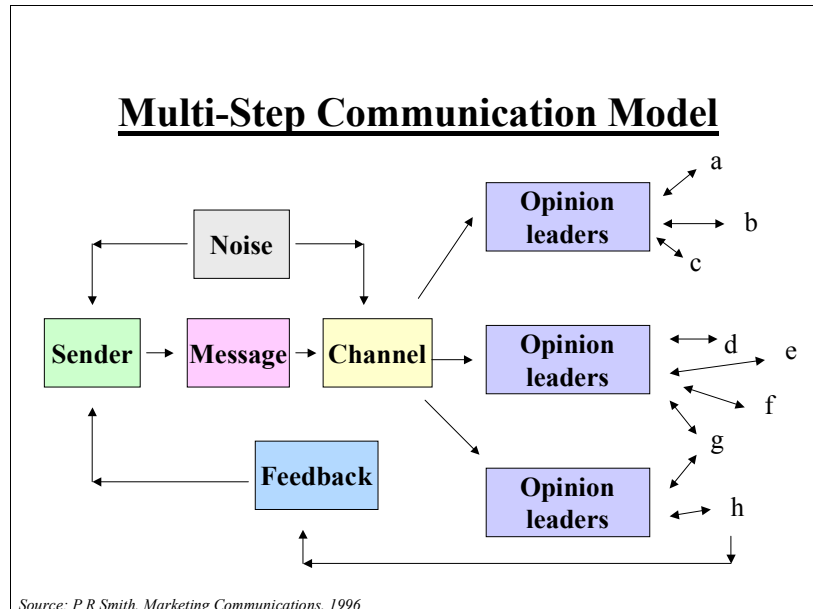 Multi-Step Communication Model
a
Opinion
leaders
b
c
Noise
Sender
Message
Channel
Opinion
leaders
d
e
f
g
Feedback
Opinion
leaders
h
Source: P R Smith, Marketing Communications, 1996